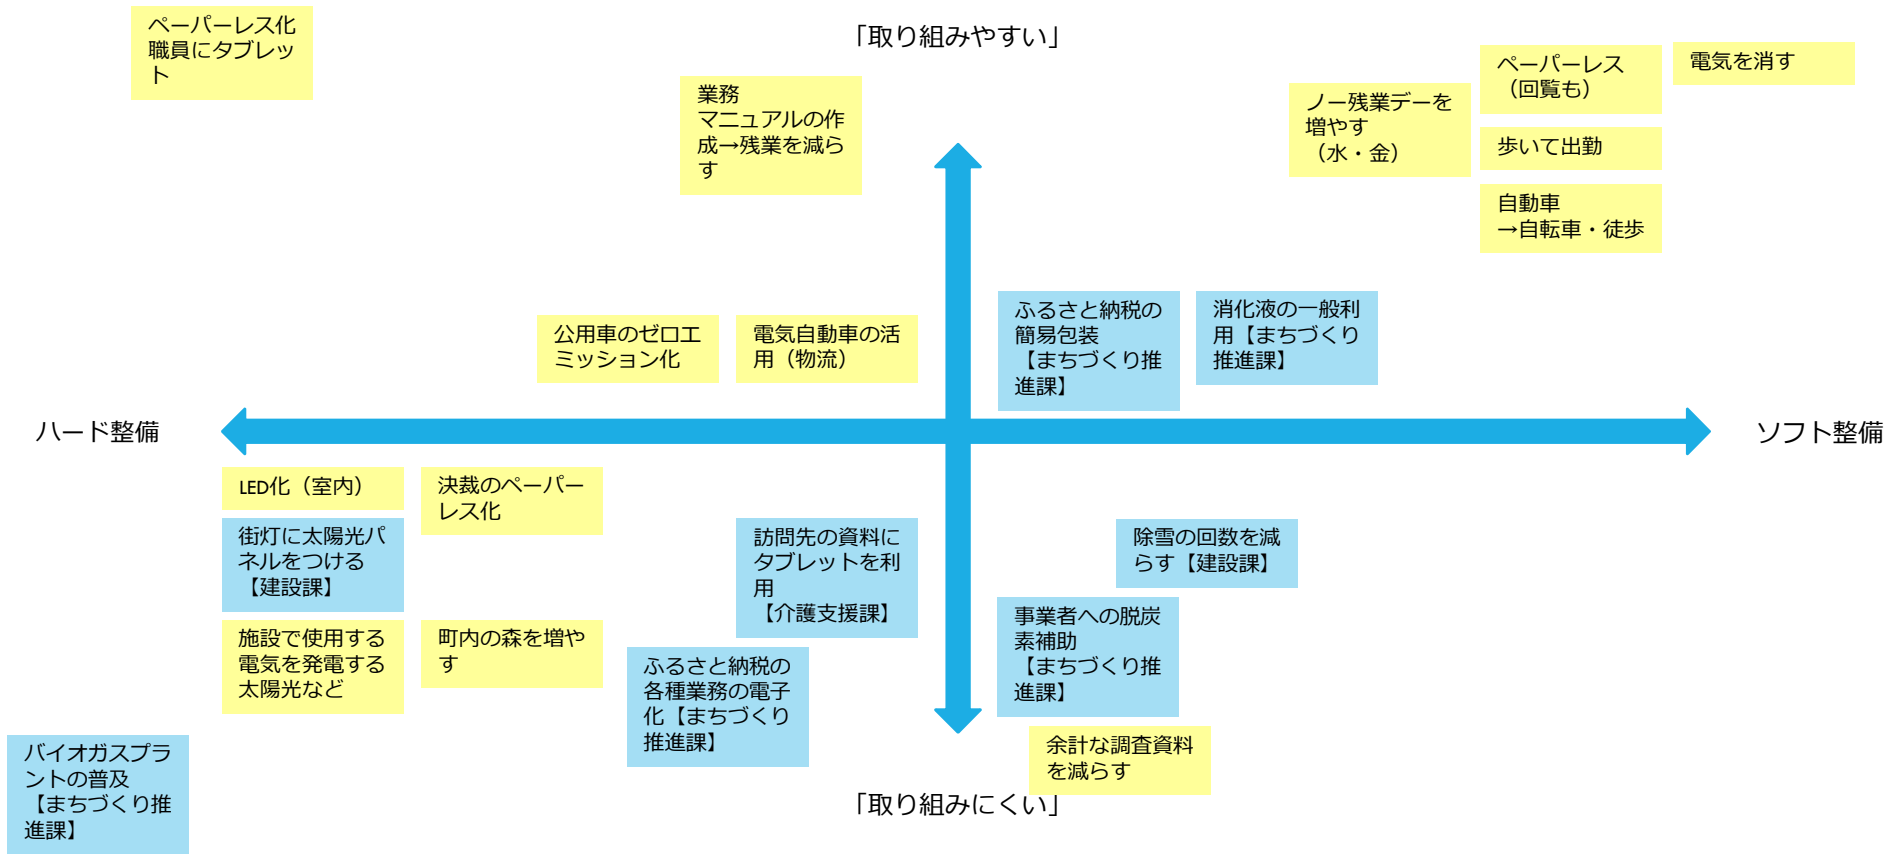 ペーパーレス化
職員にタブレッ
ト
「取り組みやすい」
業務
マニュアルの作
成→残業を減ら
す
ノー残業デーを
増やす
（水・金）
ペーパーレス
（回覧も）
電気を消す
歩いて出勤
自動車
→自転車・徒歩
公用車のゼロエ
ミッション化
電気自動車の活
用（物流）
ふるさと納税の
簡易包装
【まちづくり推
進課】
消化液の一般利
用【まちづくり
推進課】
ハード整備
ソフト整備
LED化（室内）
決裁のペーパー
レス化
街灯に太陽光パ
ネルをつける
【建設課】
訪問先の資料に
タブレットを利
用
【介護支援課】
除雪の回数を減
らす【建設課】
施設で使用する
電気を発電する
太陽光など
町内の森を増や
す
ふるさと納税の
各種業務の電子
化【まちづくり
推進課】
事業者への脱炭
素補助
【まちづくり推
進課】
バイオガスプラ
ントの普及
【まちづくり推
進課】
余計な調査資料
を減らす
「取り組みにくい」